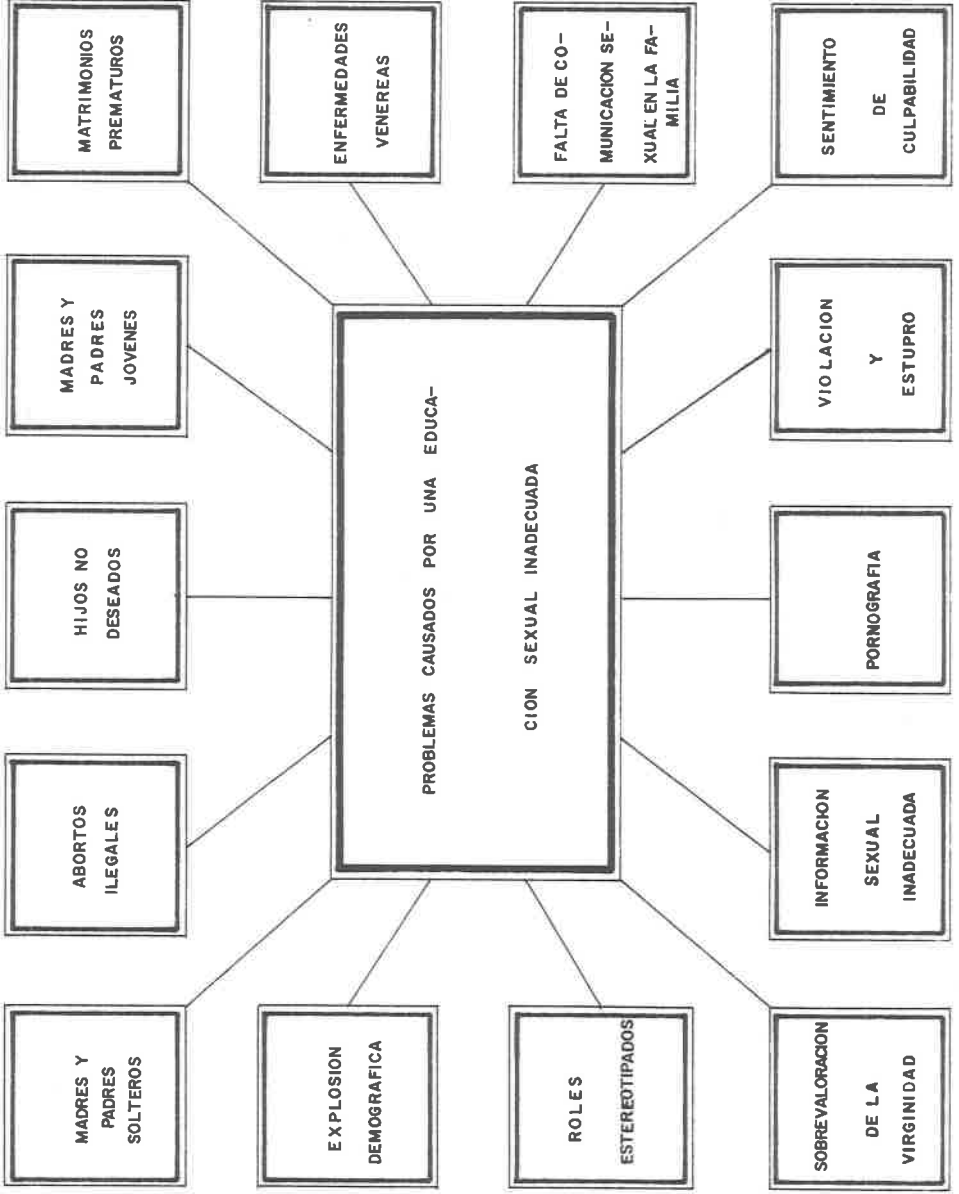 MADRES Y
PADRES
SOLTEROS
ABORTOS
ILEGALES
HIJOS NO
DESEADOS
MADRES Y
PADRES
JOVENES
MATRIMONIOS
PREMATUROS
EXPLOSION
DEMOGRAFICA
PROBLEMAS CAUSADOS POR UNA EDUCA-
CION SEXUAL INADECUADA
ENFERMEDADES
VENEREAS
ROLES
ESTEREOTIPADOS
FALTA DE CO-
MUNICACION SE-
XUAL EN LA FA-
MILIA
SOBREVALORACION
DE LA
VIRGINIDAD
INFORMACION
SEXUAL
INADECUADA
PORNOGRAFIA
VIOLACION
Y
ESTUPRO
SENTIMIENTO
DE
CULPABILIDAD